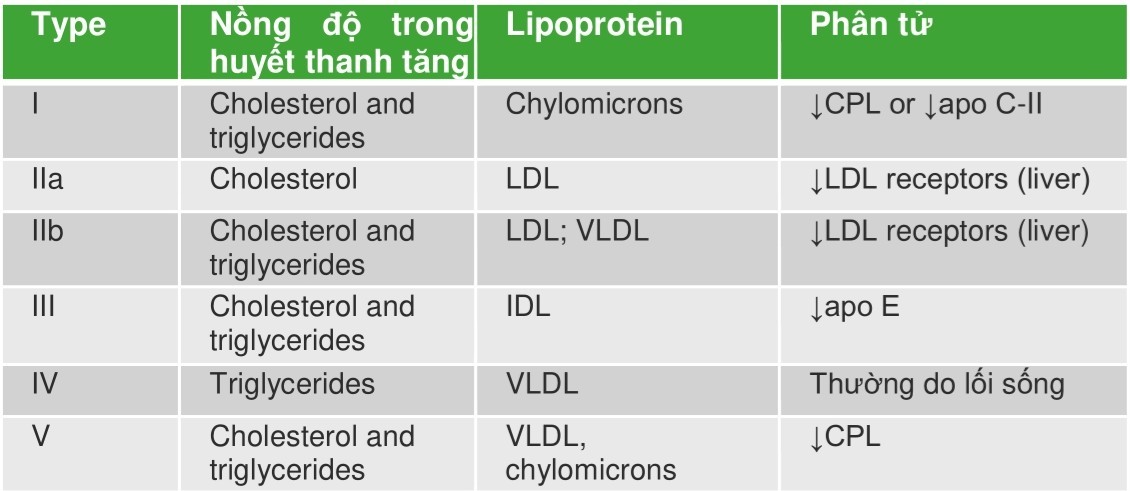 Type
Nồng độ trong
huyết thanh tăng
Lipoprotein
Phân tử
I
Cholesterol and
triglycerides
Chylomicrons
↓CPL or ↓apo C-II
IIa
Cholesterol
LDL
↓LDL receptors (liver)
IIb
Cholesterol and
triglycerides
LDL; VLDL
↓LDL receptors (liver)
III
Cholesterol and
triglycerides
IDL
↓apo E
IV
Triglycerides
VLDL
Thường do lối sống
V
Cholesterol and
triglycerides
VLDL,
chylomicrons
↓CPL